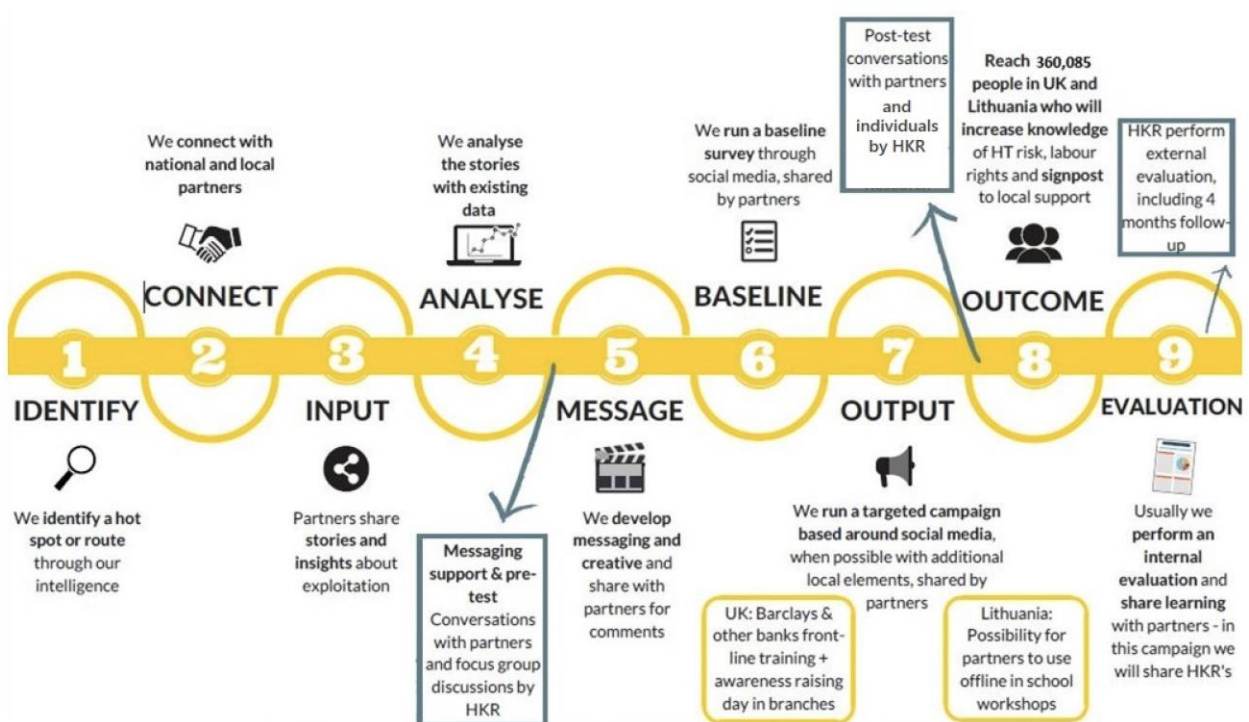 1
IDENTIFY
We identify a hot
spot or route
through our
intelligence
We connect with
national and local
partners
CONNECT
2
3
INPUT
Partners share
stories and
insights about
exploitation
We analyse
the stories
with existing
data
ANALYSE
4
Messaging
support & pre-
test
Conversations
with partners
and focus group
discussions by
HKR
5
MESSAGE
We develop
messaging and
creative and
share with
partners for
comments
We run a baseline
survey through
social media, shared
by partners
BASELINE
6
7
OUTPUT
We run a targeted campaign
based around social media,
when possible with additional
local elements, shared by
partners
UK: Barclays &
other banks front-
line training +
awareness raising
day in branches
Lithuania:
Possibility for
partners to use
offline in school
workshops
Post-test
conversations
with partners
and
individuals
by HKR
Reach 360,085
people in UK and
Lithuania who will
increase knowledge
of HT risk, labour
rights and signpost
to local support
OUTCOME
8
HKR perform
external
evaluation,
including 4
months follow-
up
9
EVALUATION
Usually we
perform an
internal
evaluation and
share learning
with partners - in
this campaign we
will share HKR's